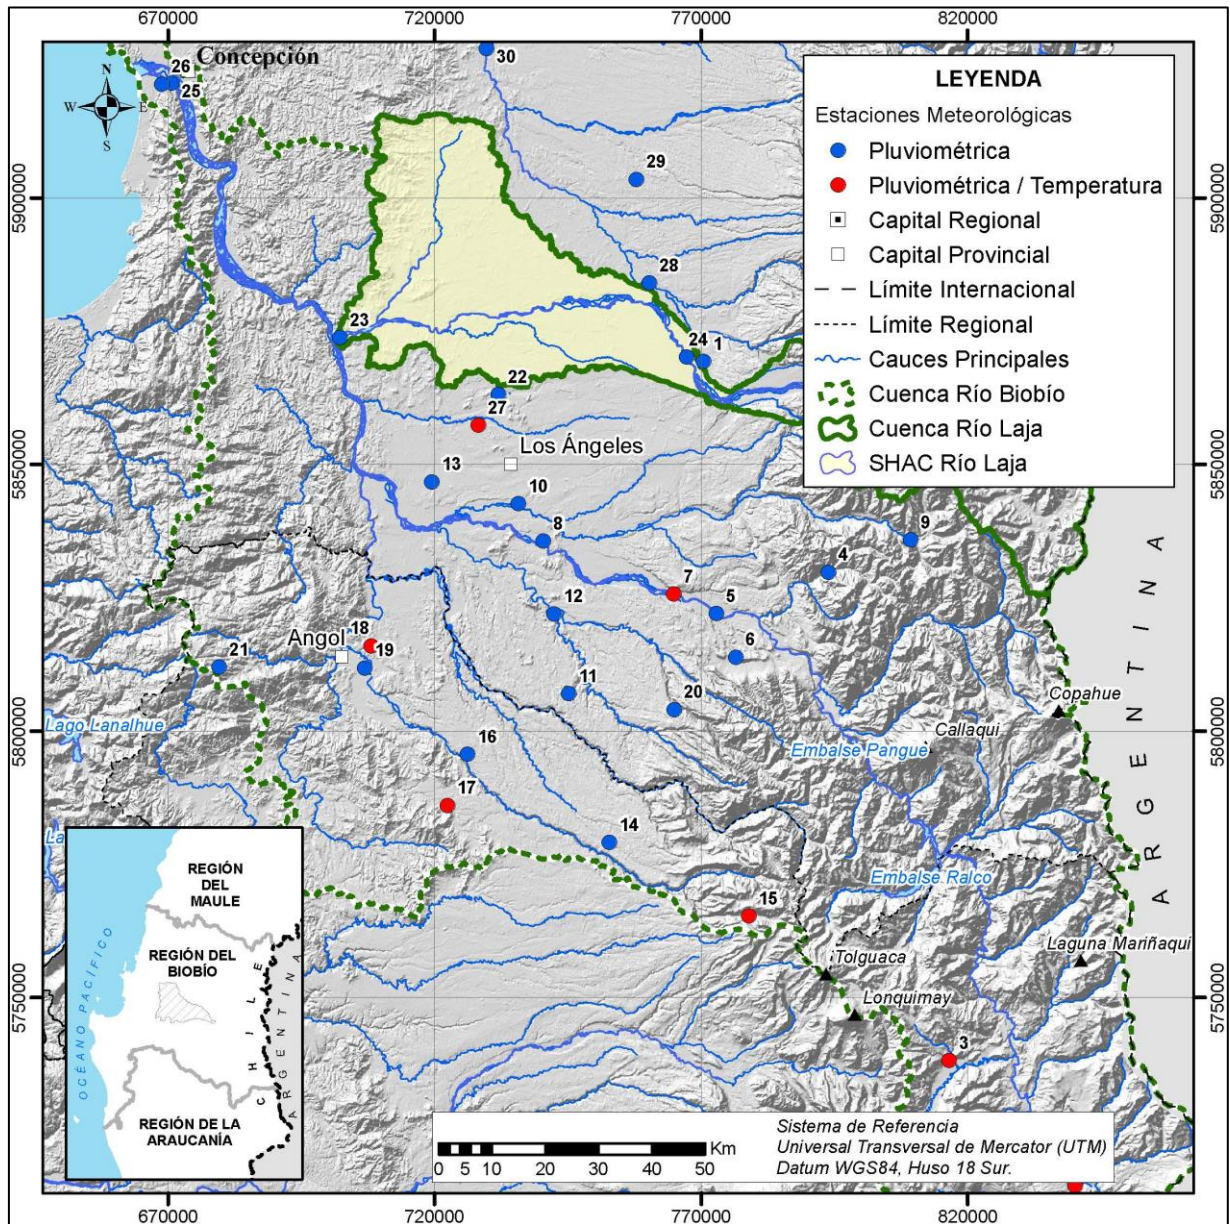 670000
720000
770000
820000
26
Concepción
25
30
N
W
E
S
LEYENDA
Estaciones Meteorológicas
Pluviométrica
Pluviométrica / Temperatura
Capital Regional
Capital Provincial
Límite Internacional
Límite Regional
Cauces Principales
Cuenca Río Biobío
Cuenca Río Laja
SHAC Río Laja
29
5900000
5900000
28
23
24
1
22
27
Los Ángeles
5850000
5850000
13
10
8
9
4
7
5
12
18
Angol
19
21
6
11
20
ARGENTINA
Copahue
Callaqui
Lago Lanalhue
Embalse Pangue
5800000
5800000
16
17
14
Embalse Ralco
La
15
Tolguaca
Laguna Mariñaqui
Lonquimay
5750000
5750000
3
REGIÓN
DEL
MAULE
OCÉANO PACÍFICO
REGIÓN DEL
BIOBÍO
CHILE
ARGENTINA
REGIÓN DE LA
ARAUCANÍA
Km
0 5 10 20 30 40 50
Sistema de Referencia
Universal Transversal de Mercator (UTM)
Datum WGS84, Huso 18 Sur.
670000
720000
770000
820000